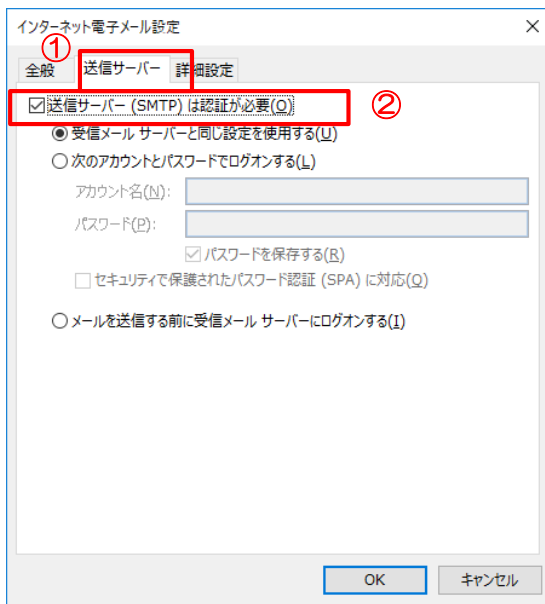 インターネット電子メール設定
①
全般 送信サーバー 詳細設定
送信サーバー (SMTP) は認証が必要(O) ②
受信メール サーバーと同じ設定を使用する(U)
次のアカウントとパスワードでログオンする(L)
アカウント名(N):
パスワード(P):
パスワードを保存する(R)
セキュリティで保護されたパスワード認証 (SPA) に対応(Q)
メールを送信する前に受信メール サーバーにログオンする(I)
OK キャンセル